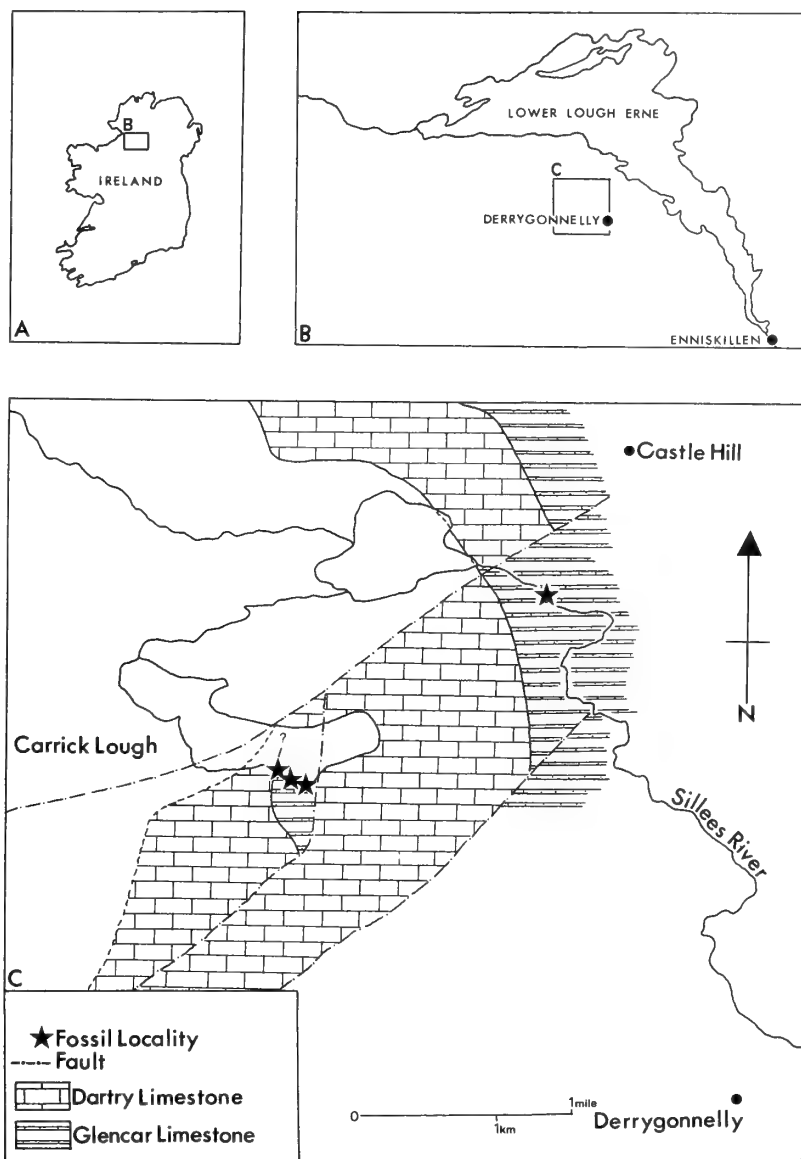 B
IRELAND
A
LOWER LOUGH ERNE
C
DERRYGONNELLY
ENNISKILLEN
B
Castle Hill
N
Carrick Lough
Sillees River
C
Fossil Locality
Fault
Dartry Limestone
Glencar Limestone
0
1km
1mile
Derrygonnelly